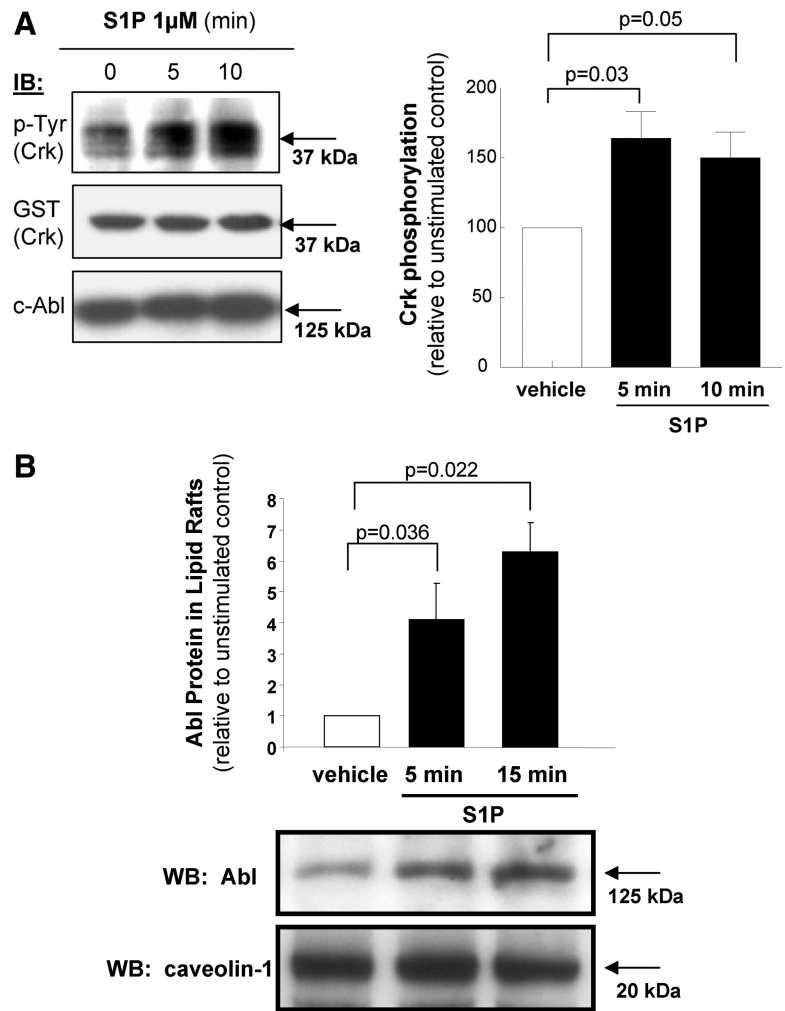 A
S1P 1µM (min)
0 5 10
IB:
p-Tyr
(Crk)
37 kDa
GST
(Crk)
37 kDa
c-Abl
125 kDa
p=0.05
p=0.03
Crk phosphorylation
(relative to unstimulated control)
200
150
100
50
0
vehicle 5 min 10 min
S1P
B
p=0.022
p=0.036
Abl Protein in Lipid Rafts
(relative to unstimulated control)
8
7
6
5
4
3
2
1
0
vehicle 5 min 15 min
S1P
WB: Abl
125 kDa
WB: caveolin-1
20 kDa